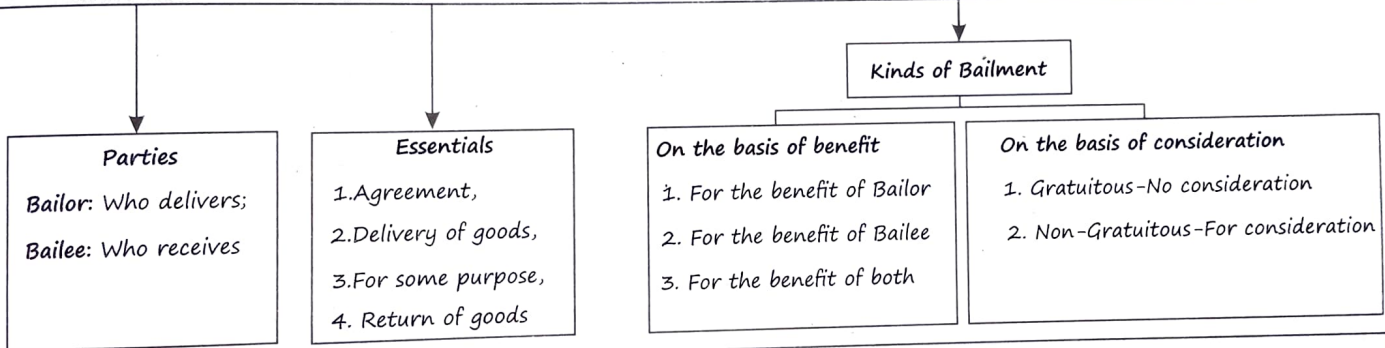 Kinds of Bailment
Parties
Bailor: Who delivers;
Bailee: Who receives
Essentials
1.Agreement,
2.Delivery of goods,
3.For some purpose,
4. Return of goods
On the basis of benefit
1. For the benefit of Bailor
2. For the benefit of Bailee
3. For the benefit of both
On the basis of consideration
1. Gratuitous-No consideration
2. Non-Gratuitous-For consideration